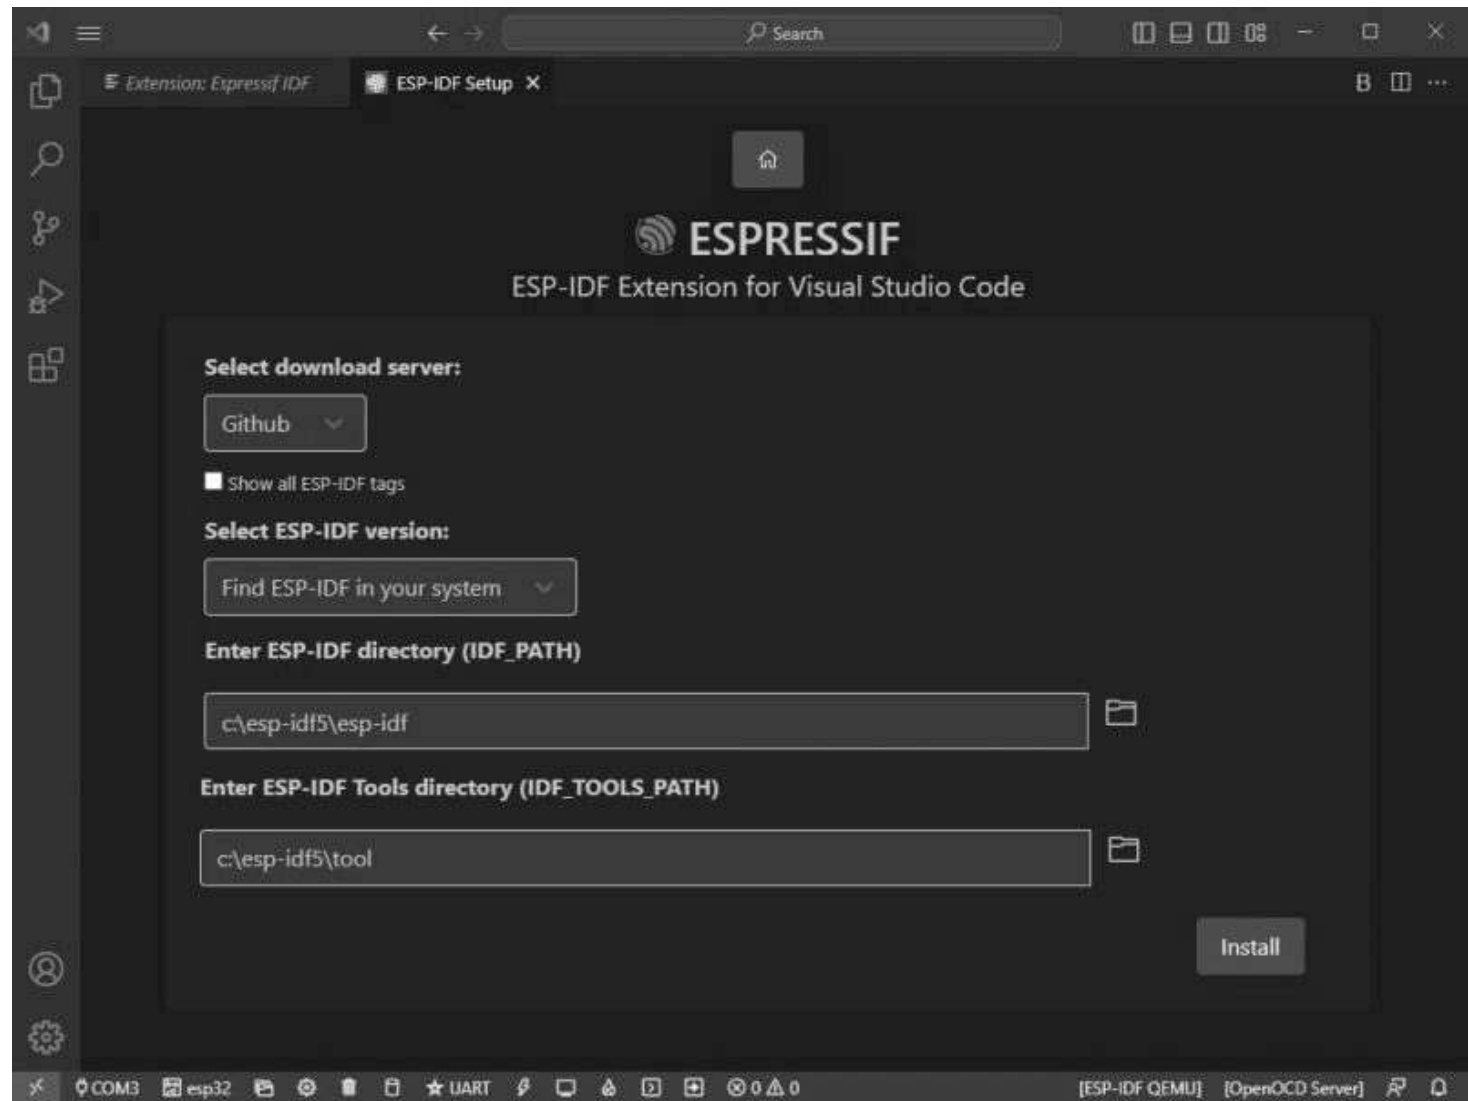 Search
Extension: Espressif IDF
ESP-IDF Setup
ESPRESSIF
ESP-IDF Extension for Visual Studio Code
Select download server:
Github
Show all ESP-IDF tags
Select ESP-IDF version:
Find ESP-IDF in your system
Enter ESP-IDF directory (IDF_PATH)
c:\esp-idf5\esp-idf
Enter ESP-IDF Tools directory (IDF_TOOLS_PATH)
c:\esp-idf5\tool
Install
COM3 esp32 UART 0 0 [ESP-IDF QEMU] [OpenOCD Server]